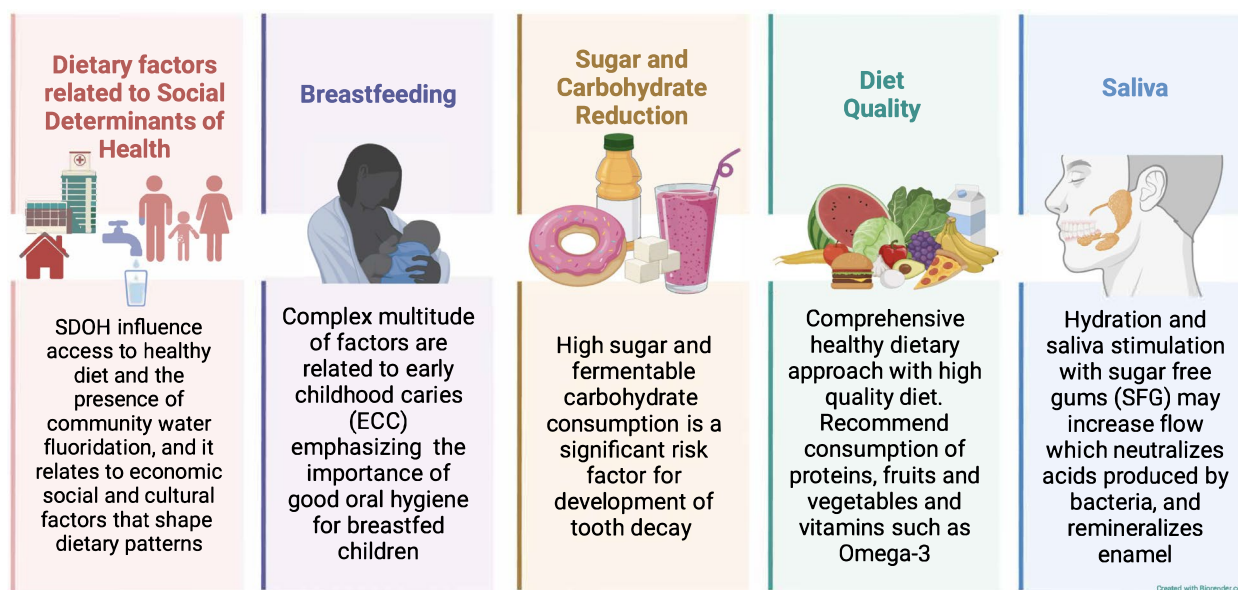 Dietary factors
related to Social
Determinants of
Health
SDOH influence
access to healthy
diet and the
presence of
community water
fluoridation, and it
relates to economic
social and cultural
factors that shape
dietary patterns
Breastfeeding
Complex multitude
of factors are
related to early
childhood caries
(ECC)
emphasizing the
importance of
good oral hygiene
for breastfed
children
Sugar and
Carbohydrate
Reduction
High sugar and
fermentable
carbohydrate
consumption is a
significant risk
factor for
development of
tooth decay
Diet
Quality
Comprehensive
healthy dietary
approach with high
quality diet.
Recommend
consumption of
proteins, fruits and
vegetables and
vitamins such as
Omega-3
Saliva
Hydration and
saliva stimulation
with sugar free
gums (SFG) may
increase flow
which neutralizes
acids produced by
bacteria, and
remineralizes
enamel
Created with